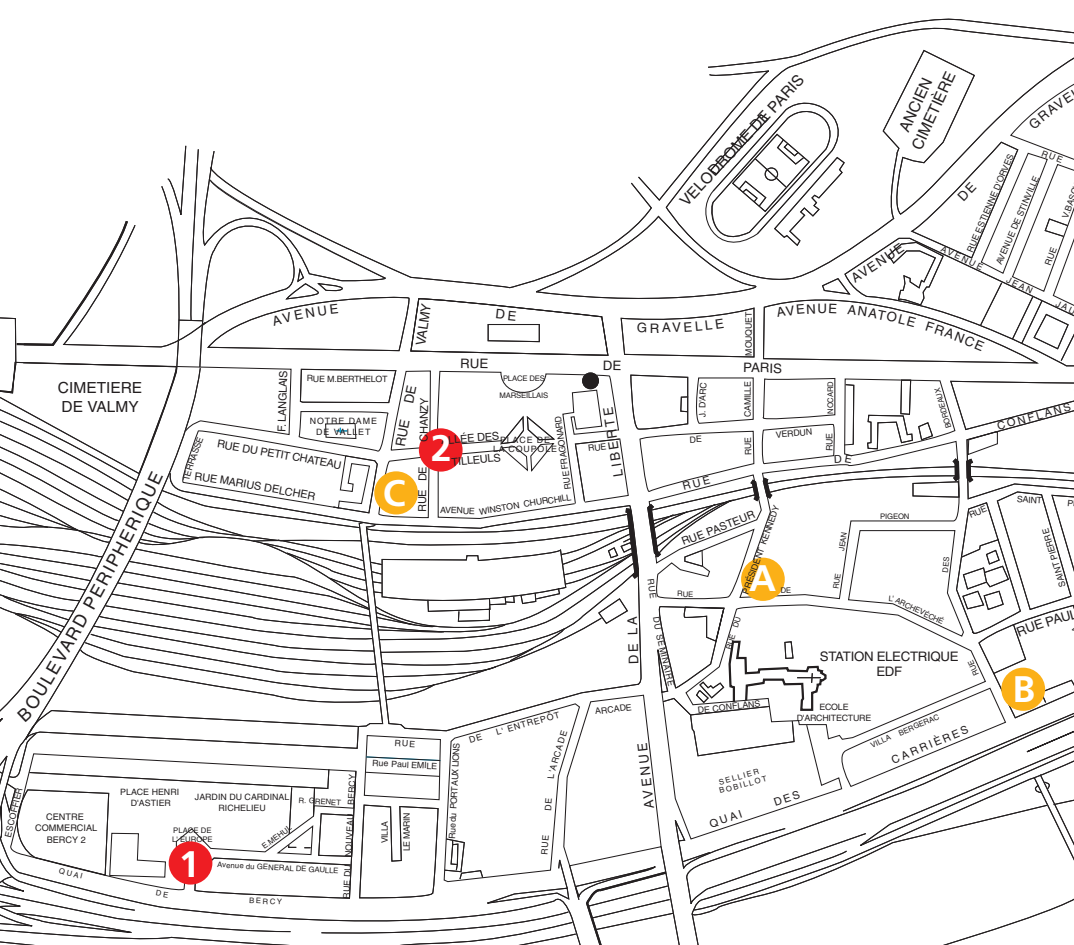 VELODROME DE PARIS
ANCIEN
CIMETIÈRE
AVENUE
DE
GRAVEL
RUE
RUE ESTIENNE D'ORVES
AVENUE DE STINVILLE
RUE
V.BASC
AVENUE
JEAN
JAU
AVENUE
DE
GRAVELLE
AVENUE ANATOLE FRANCE
VALMY
RUE
DE
PARIS
CIMETIERE
DE VALMY
F. LANGLAIS
RUE M.BERTHELOT
NOTRE DAME
DE VALLET
RUE DE
RUE DE CHANZY
PLACE DES
MARSEILLAIS
LLÉE DES
TILLEULS
PLACE DE
LA COUPOLE
RUE FRAGONARD
RUE
LIBERTE
J. D'ARC
RUE
CAMILLE
MOUQUET
RUE
NOCARD
BORDEAUX
CONFLANS
DE
VERDUN
RUE
DE
TERRASSE
RUE DU PETIT CHATEAU
RUE MARIUS DELCHER
2
C
AVENUE WINSTON CHURCHILL
RUE PASTEUR
PRÉSIDENT KENNEDY
A
PIGEON
RUE
JEAN
DES
RUE
SAINT
SAINT PIERRE
RUE PAUL
RUE
DE
L'ARCHEVÊCHÉ
RUE
BOULEVARD PERIPHERIQUE
DE LA
RUE
DU SEMINAIRE
RUE DU
STATION ELECTRIQUE
EDF
B
DE CONFLANS
ECOLE
D'ARCHITECTURE
VILLA BERGERAC
CARRIÈRES
SELLIER
BOBILLOT
QUAI DES
AVENUE
ARCADE
DE L'ENTREPÔT
RUE DE L'ARCADE
RUE
Rue Paul EMILE
Rue du PORT AUX LIONS
VILLA
LE MARIN
RUE DU NOUVEAU BERCY
R. GRENET
E.MEHUL
PLACE HENRI
D'ASTIER
JARDIN DU CARDINAL
RICHELIEU
PLACE DE
L'EUROPE
1
Avenue du GÉNÉRAL DE GAULLE
ESCOFFIER
CENTRE
COMMERCIAL
BERCY 2
QUAI
DE
BERCY